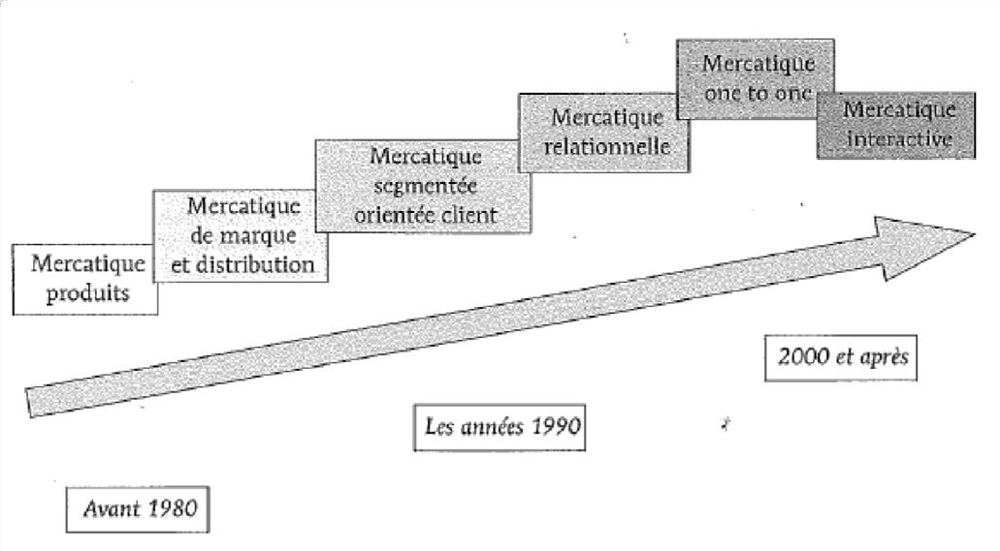 Mercatique
produits
Mercatique
de marque
et distribution
Mercatique
segmentée
orientée client
Mercatique
relationnelle
Mercatique
one to one
Mercatique
interactive
2000 et après
Les années 1990
Avant 1980